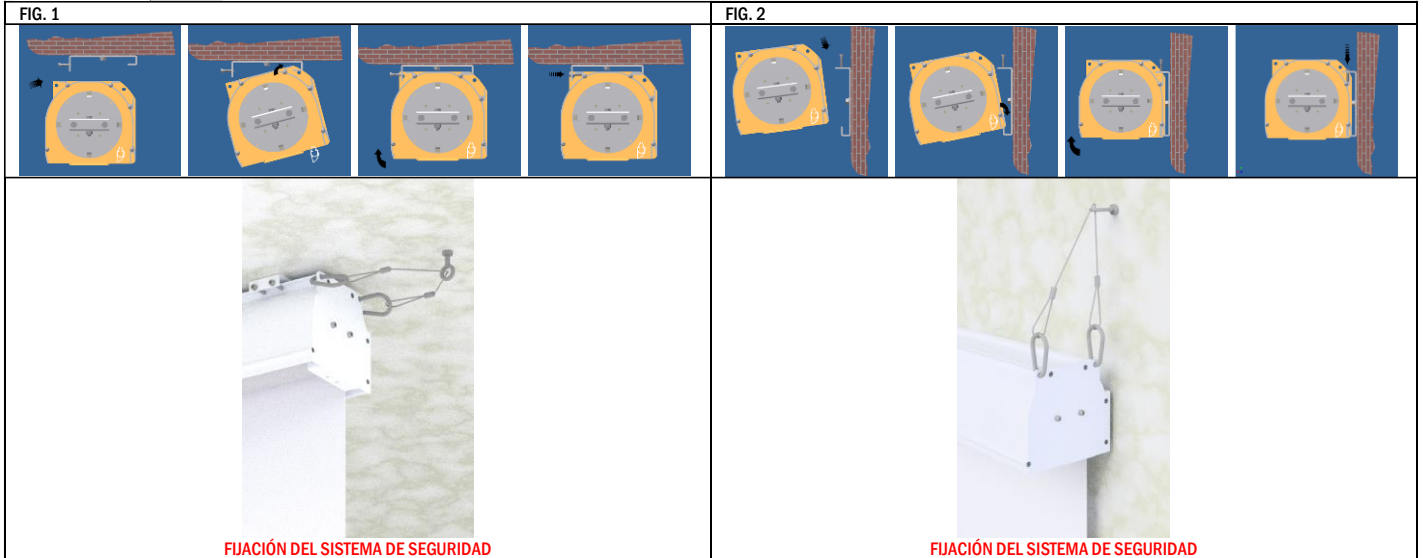 FIG. 1
FIG. 2
FIJACIÓN DEL SISTEMA DE SEGURIDAD
FIJACIÓN DEL SISTEMA DE SEGURIDAD